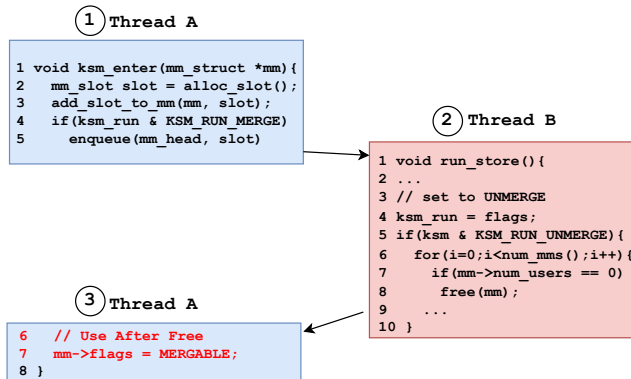 1 Thread A
1 void ksm_enter(mm_struct *mm){
2   mm_slot slot = alloc_slot();
3   add_slot_to_mm(mm, slot);
4   if(ksm_run & KSM_RUN_MERGE)
5     enqueue(mm_head, slot)
2 Thread B
1 void run_store(){
2 ...
3 // set to UNMERGE
4 ksm_run = flags;
5 if(ksm & KSM_RUN_UNMERGE){
6   for(i=0;i<num_mms();i++){
7     if(mm->num_users == 0)
8      free(mm);
9    ...
10 }
3 Thread A
6   // Use After Free
7   mm->flags = MERGABLE;
8 }